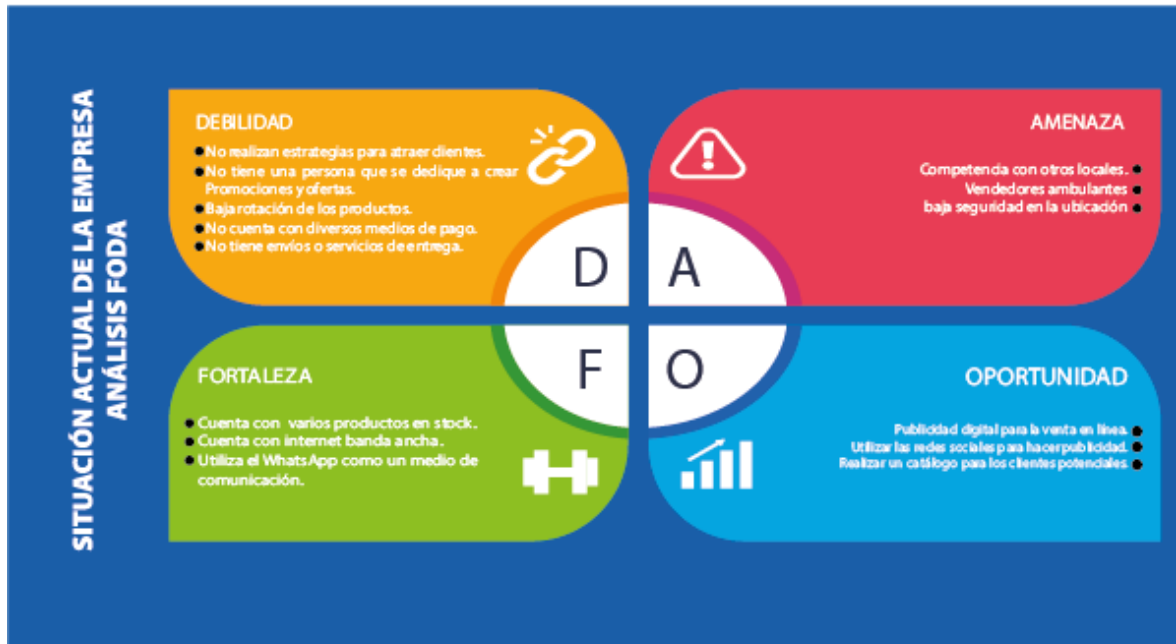 SITUACIÓN ACTUAL DE LA EMPRESA
ANÁLISIS FODA
DEBILIDAD
● No realizan estrategias para atraer clientes.
● No tiene una persona que se dedique a crear
Promociones y ofertas.
● Baja rotación de los productos.
● No cuenta con diversos medios de pago.
● No tiene envíos o servicios de entrega.
AMENAZA
Competencia con otros locales. ●
Vendedores ambulantes ●
baja seguridad en la ubicación ●
D
A
F
O
FORTALEZA
● Cuenta con varios productos en stock.
● Cuenta con internet banda ancha.
● Utiliza el WhatsApp como un medio de
comunicación.
OPORTUNIDAD
Publicidad digital para la venta en línea. ●
Utilizar las redes sociales para hacer publicidad. ●
Realizar un catálogo para los clientes potenciales. ●